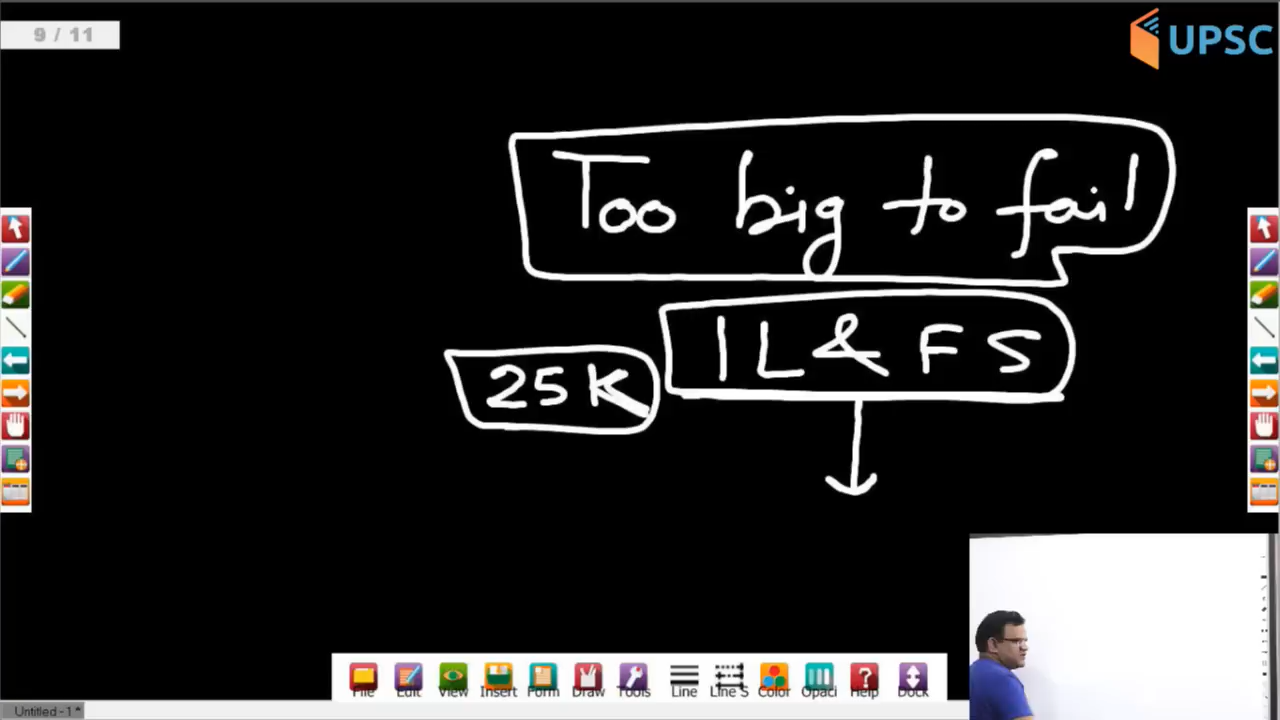 9 / 11
UPSC
Too big to fail
IL & FS
25 K
File Edit View Insert Form Draw Tools Line Line S Color Opaci Help Dock
Untitled - 1 *